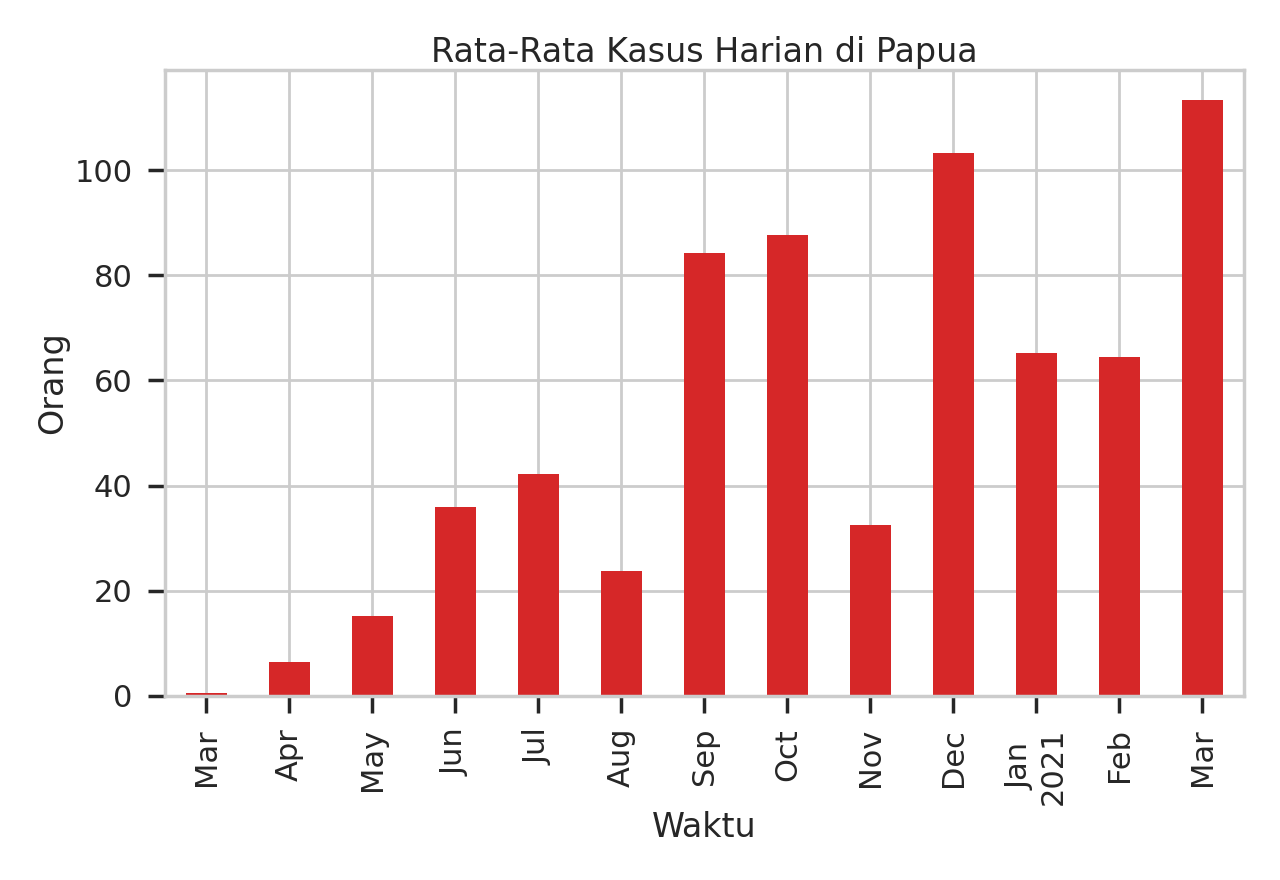 Rata-Rata Kasus Harian di Papua
Orang
100
80
60
40
20
0
Mar
Apr
May
Jun
Jul
Aug
Sep
Oct
Nov
Dec
Jan
2021
Feb
Mar
Waktu